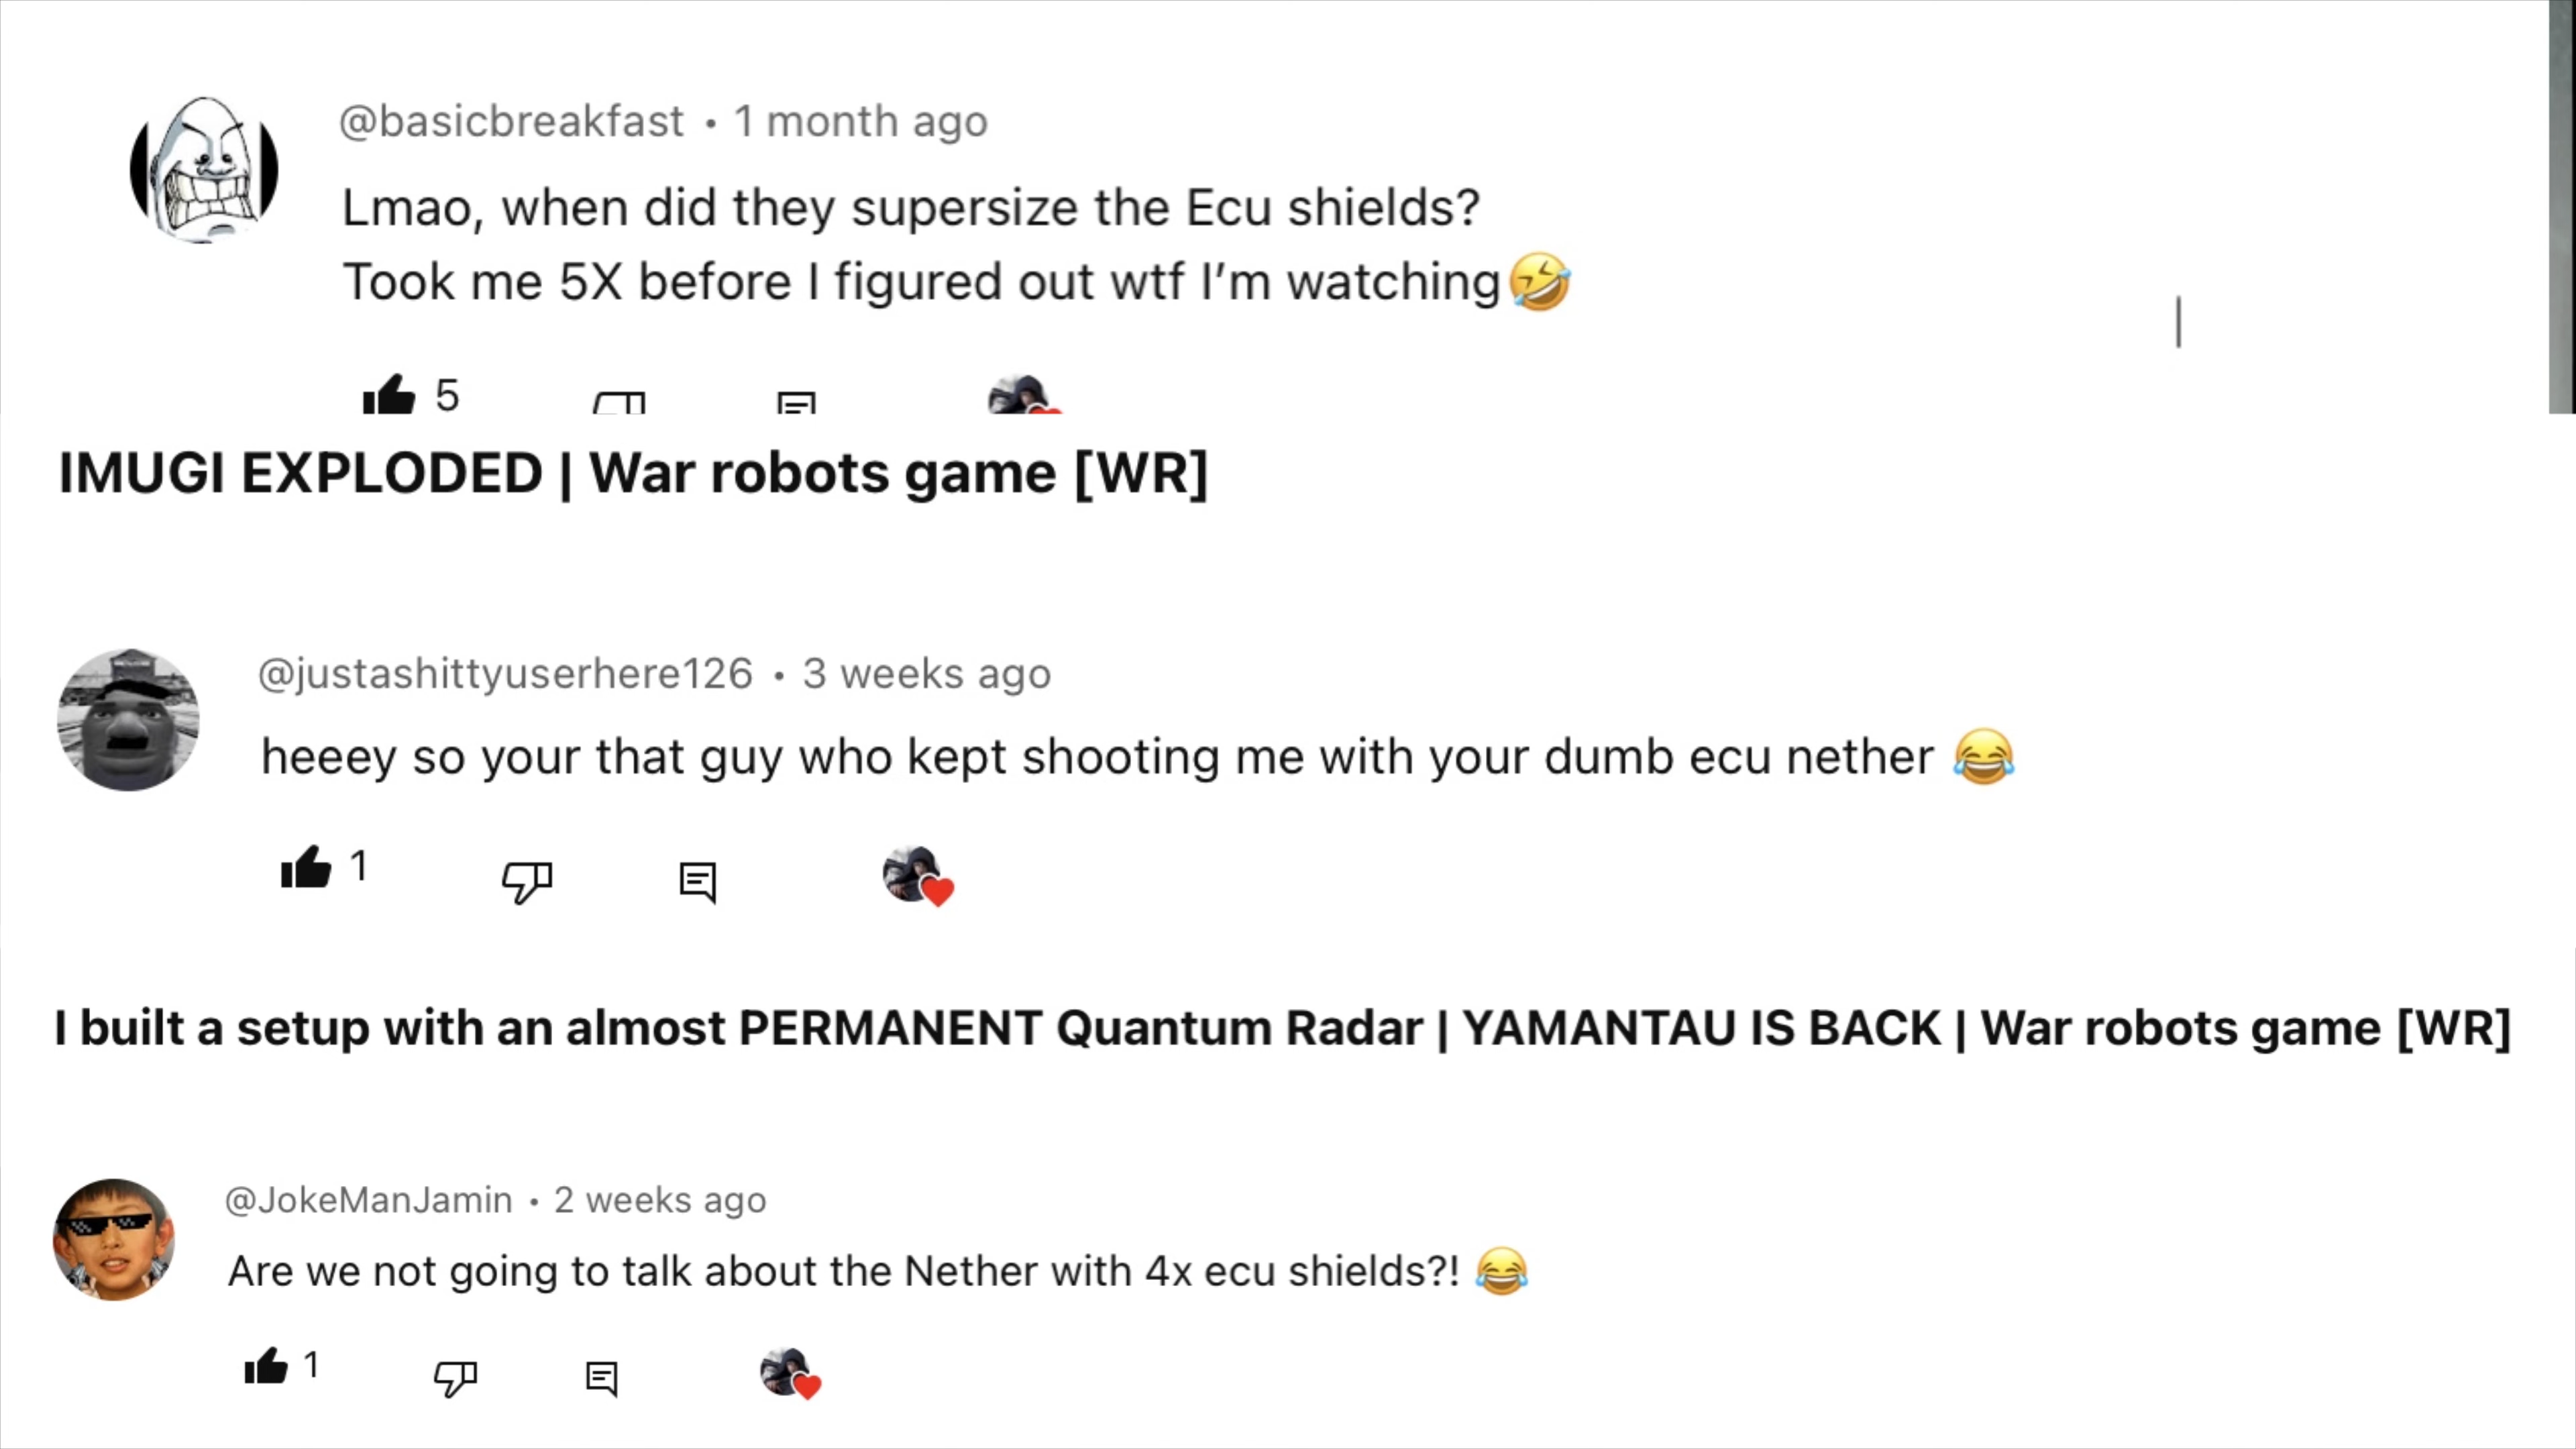 @basicbreakfast • 1 month ago
Lmao, when did they supersize the Ecu shields?
Took me 5X before I figured out wtf I'm watching🤣
5
IMUGI EXPLODED | War robots game [WR]
@justashittyuserhere126 • 3 weeks ago
heeey so your that guy who kept shooting me with your dumb ecu nether 😂
1
I built a setup with an almost PERMANENT Quantum Radar | YAMANTAU IS BACK | War robots game [WR]
@JokeManJamin • 2 weeks ago
Are we not going to talk about the Nether with 4x ecu shields?! 😂
1